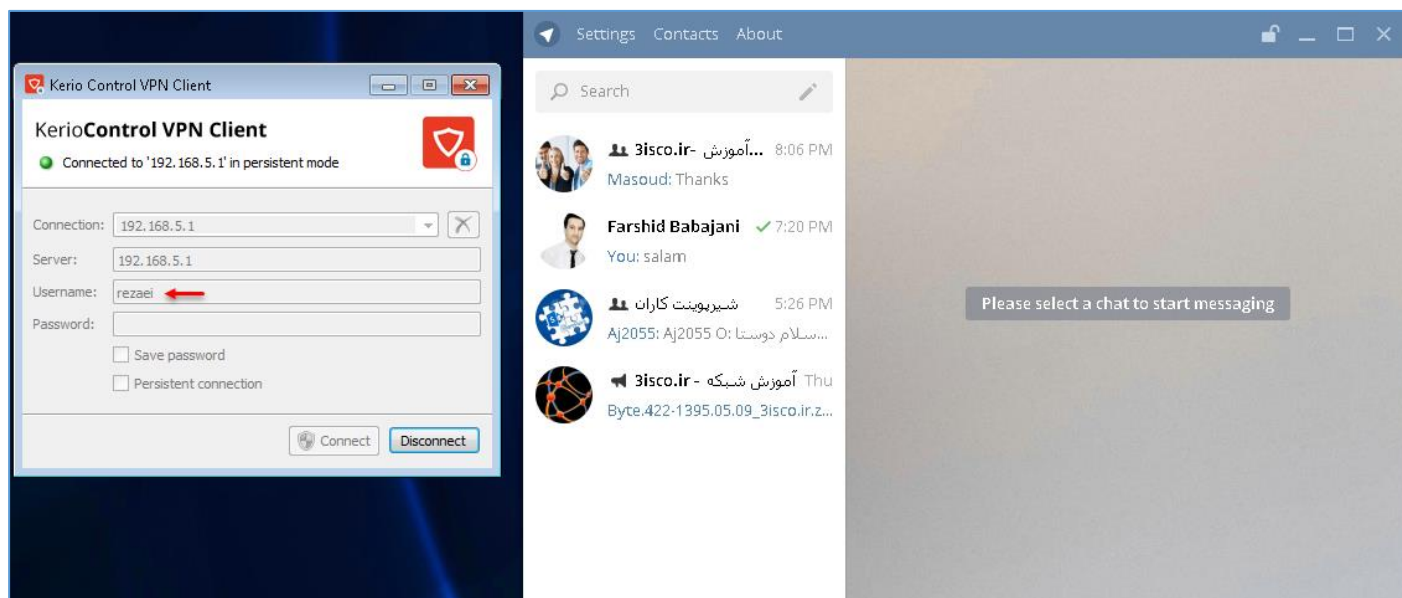 Kerio Control VPN Client
KerioControl VPN Client
Connected to '192.168.5.1' in persistent mode
Connection: 192.168.5.1
Server: 192.168.5.1
Username: rezaei
Password:
Save password
Persistent connection
Connect Disconnect
Settings Contacts About
Search
3isco.ir- آموزش... 8:06 PM
Masoud: Thanks
Farshid Babajani 7:20 PM
You: salam
شیرپوینت کاران 5:26 PM
Aj2055: Aj2055 O: سلام دوستا...
3isco.ir - آموزش شبکه Thu
Byte.422-1395.05.09_3isco.ir.z...
Please select a chat to start messaging